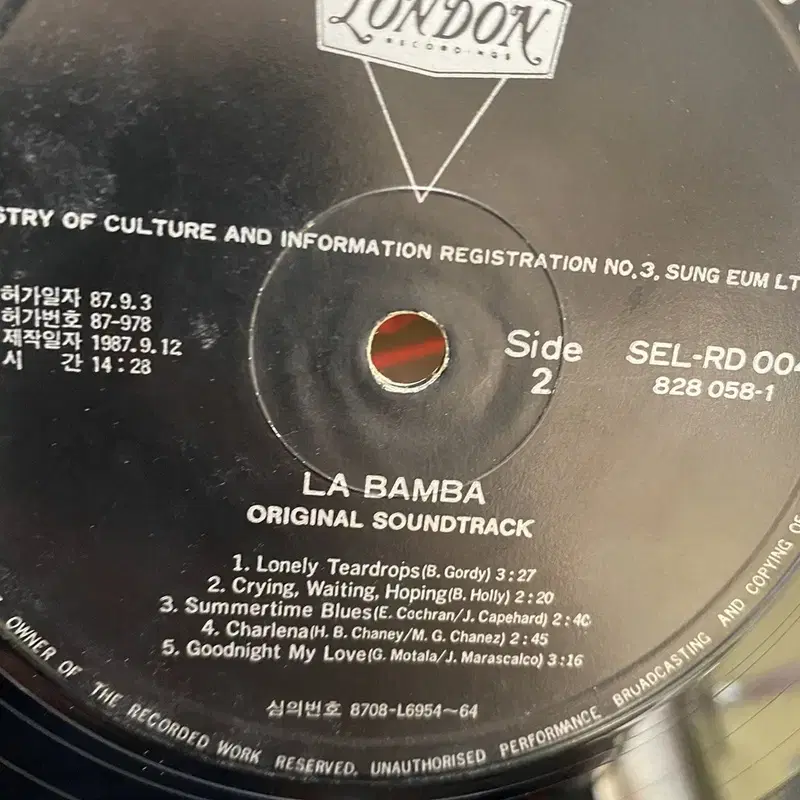 LONDON
RECORDINGS
STRY OF CULTURE AND INFORMATION REGISTRATION NO.3. SUNG EUM LT
허가일자 87.9.3
허가번호 87-978
제작일자 1987.9.12
시 간 14:28
Side
2
SEL-RD 004
828 058-1
LA BAMBA
ORIGINAL SOUNDTRACK
1. Lonely Teardrops(B. Gordy) 3:27
2. Crying, Waiting, Hoping(B. Holly) 2:20
3. Summertime Blues(E. Cochran/J. Capehard) 2:40
4. Charlena(H. B. Chaney/M. G. Chanez) 2:45
5. Goodnight My Love(G. Motala/J. Marascalco) 3:16
심의번호 8708-L6954~64
OWNER OF THE RECORDED WORK RESERVED. UNAUTHORISED PERFORMANCE. BRUADCASTING AND COPYING OF